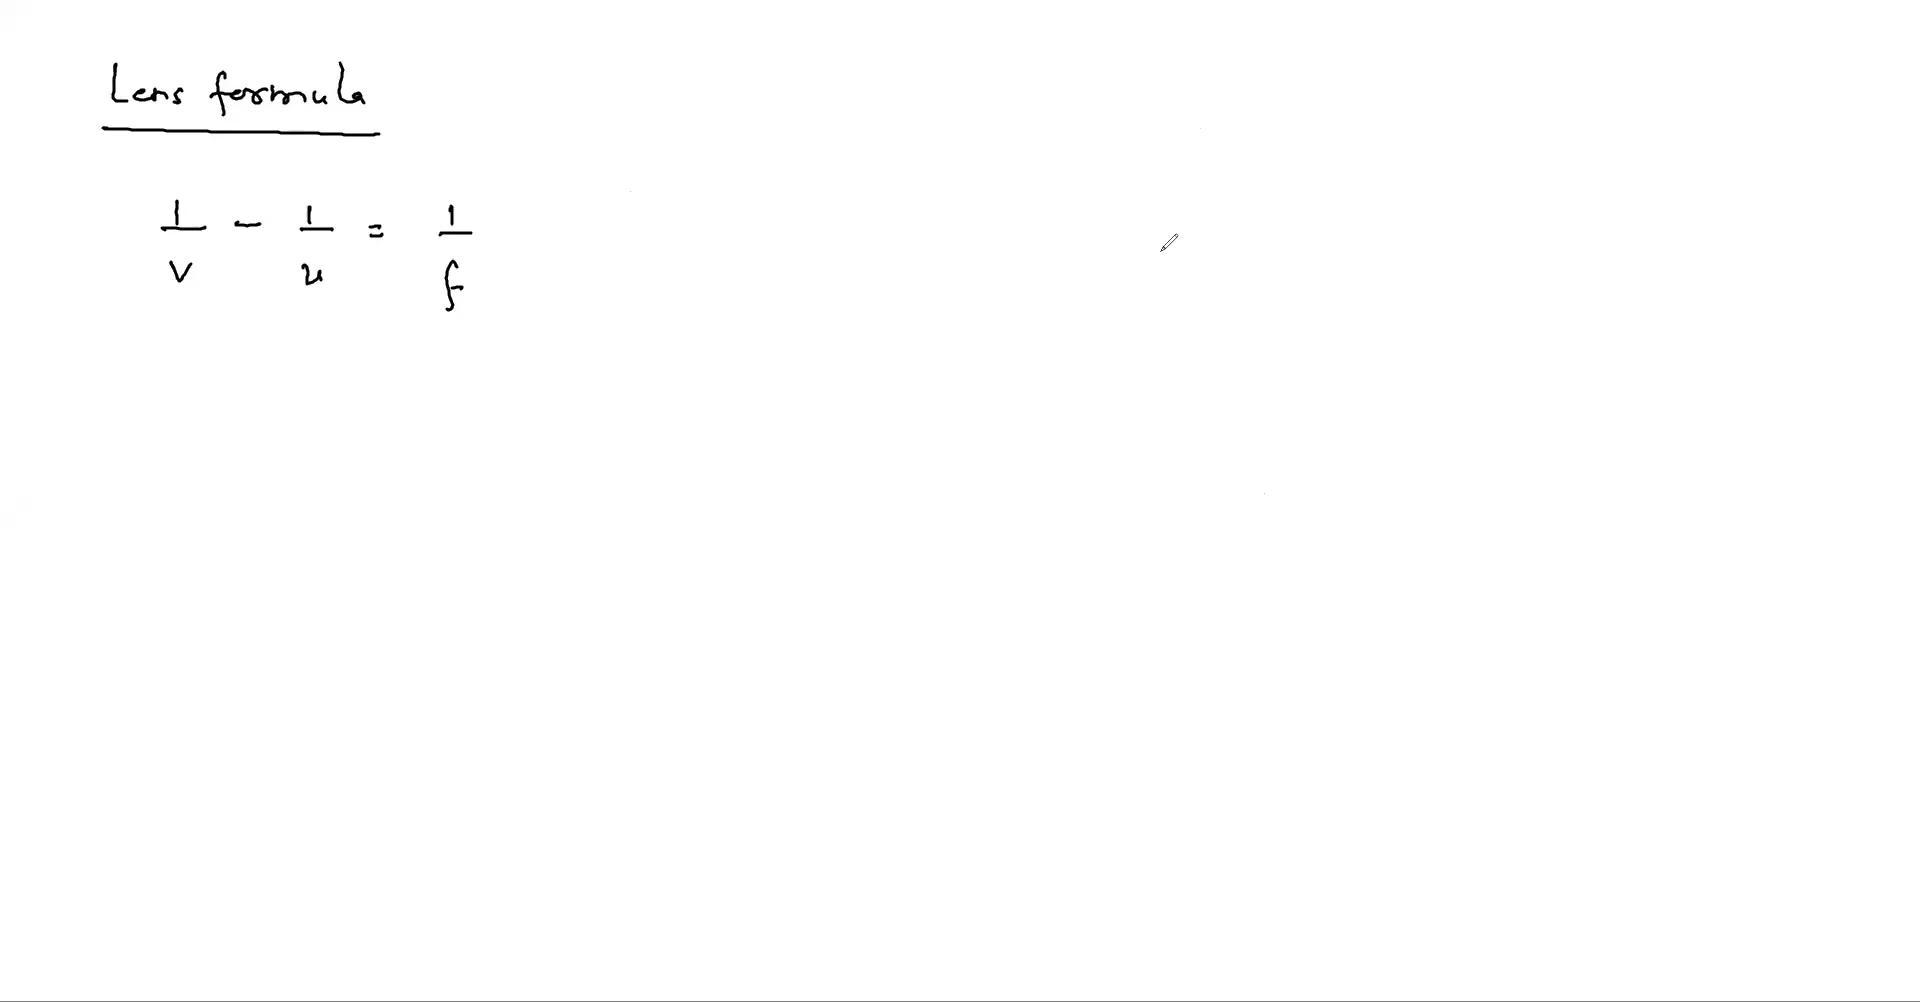 Lens formula
1/v - 1/u = 1/f